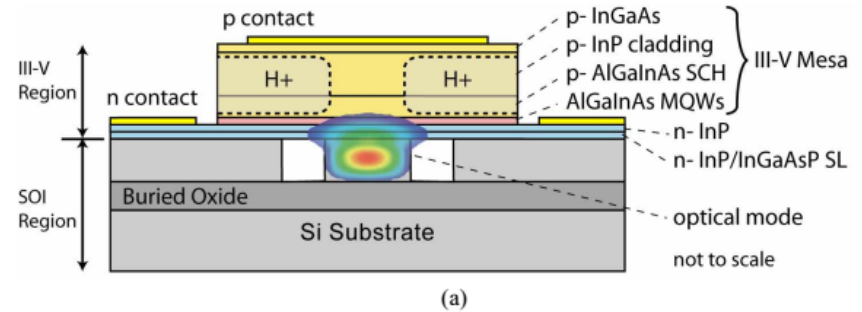 p contact
p- InGaAs
p- InP cladding
III-V Mesa
III-V
Region
H+
H+
p- AlGaInAs SCH
n contact
AlGaInAs MQWs
n- InP
n- InP/InGaAsP SL
SOI
Region
Buried Oxide
optical mode
Si Substrate
not to scale
(a)